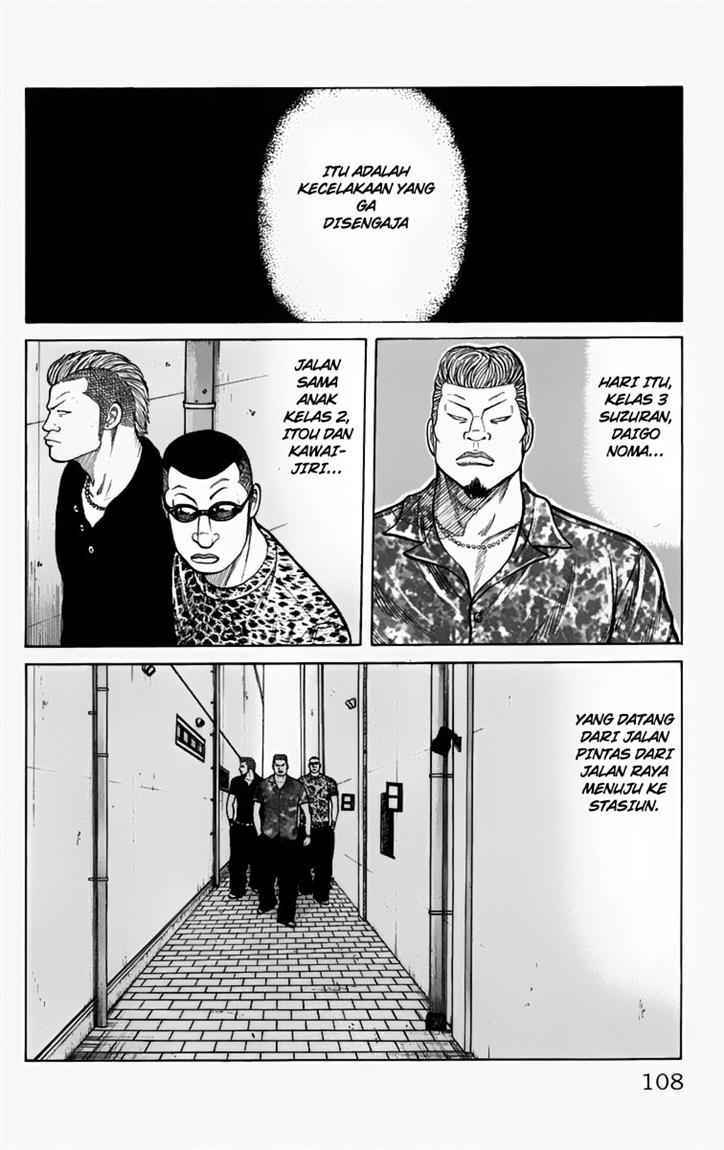 ITU ADALAH
KECELAKAAN YANG
GA
DISENGAJA
HARI ITU,
KELAS 3
SUZURAN,
DAIGO
NOMA...
JALAN
SAMA
ANAK
KELAS 2,
ITOU DAN
KAWAI-
JIRI...
YANG DATANG
DARI JALAN
PINTAS DARI
JALAN RAYA
MENUJU KE
STASIUN.
108